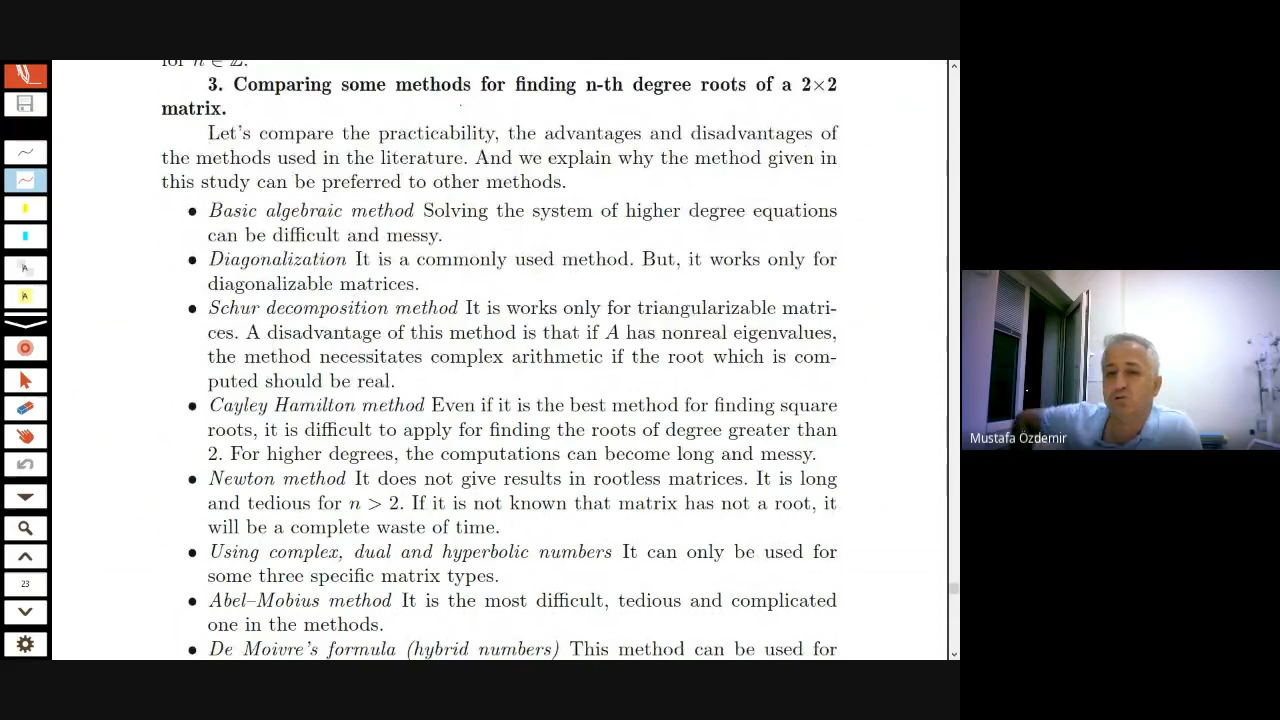 for n ∈ ℤ.
3. Comparing some methods for finding n-th degree roots of a 2×2
matrix.
Let's compare the practicability, the advantages and disadvantages of
the methods used in the literature. And we explain why the method given in
this study can be preferred to other methods.
• Basic algebraic method Solving the system of higher degree equations
can be difficult and messy.
• Diagonalization It is a commonly used method. But, it works only for
diagonalizable matrices.
• Schur decomposition method It is works only for triangularizable matri-
ces. A disadvantage of this method is that if A has nonreal eigenvalues,
the method necessitates complex arithmetic if the root which is com-
puted should be real.
• Cayley Hamilton method Even if it is the best method for finding square
roots, it is difficult to apply for finding the roots of degree greater than
2. For higher degrees, the computations can become long and messy.
• Newton method It does not give results in rootless matrices. It is long
and tedious for n > 2. If it is not known that matrix has not a root, it
will be a complete waste of time.
• Using complex, dual and hyperbolic numbers It can only be used for
some three specific matrix types.
• Abel–Mobius method It is the most difficult, tedious and complicated
one in the methods.
• De Moivre's formula (hybrid numbers) This method can be used for
A
A
23
Mustafa Özdemir